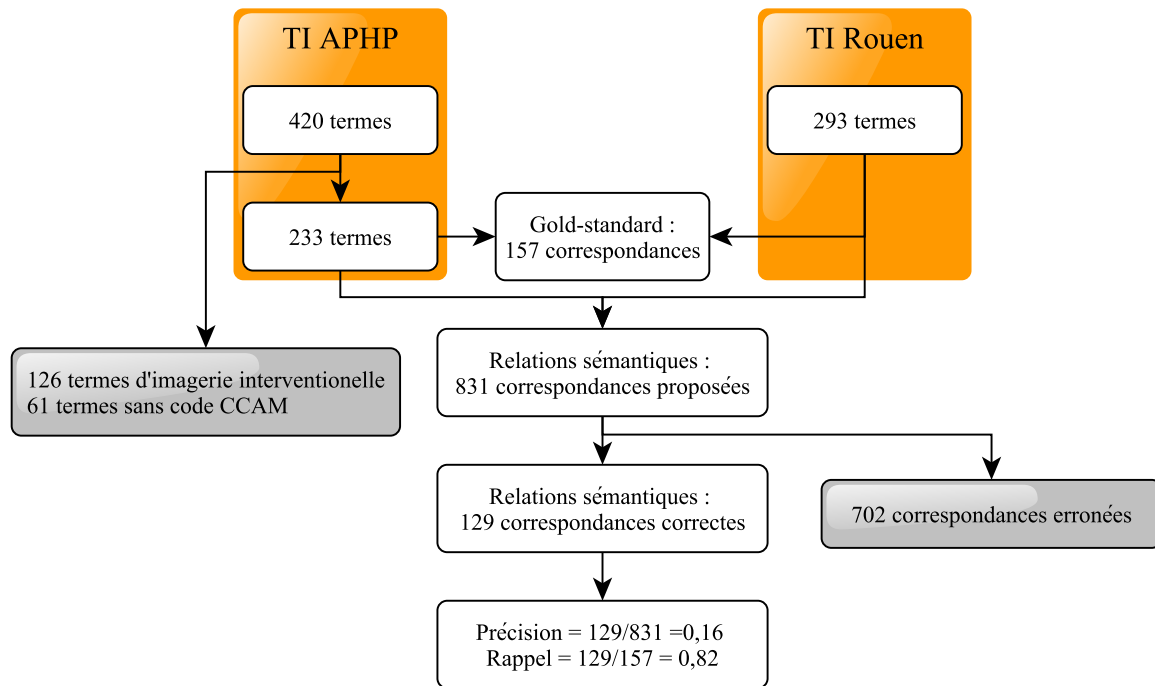 TI APHP
TI Rouen
420 termes
293 termes
233 termes
Gold-standard :
157 correspondances
Relations sémantiques :
831 correspondances proposées
126 termes d'imagerie interventionelle
61 termes sans code CCAM
Relations sémantiques :
129 correspondances correctes
702 correspondances erronées
Précision = 129/831 =0,16
Rappel = 129/157 = 0,82